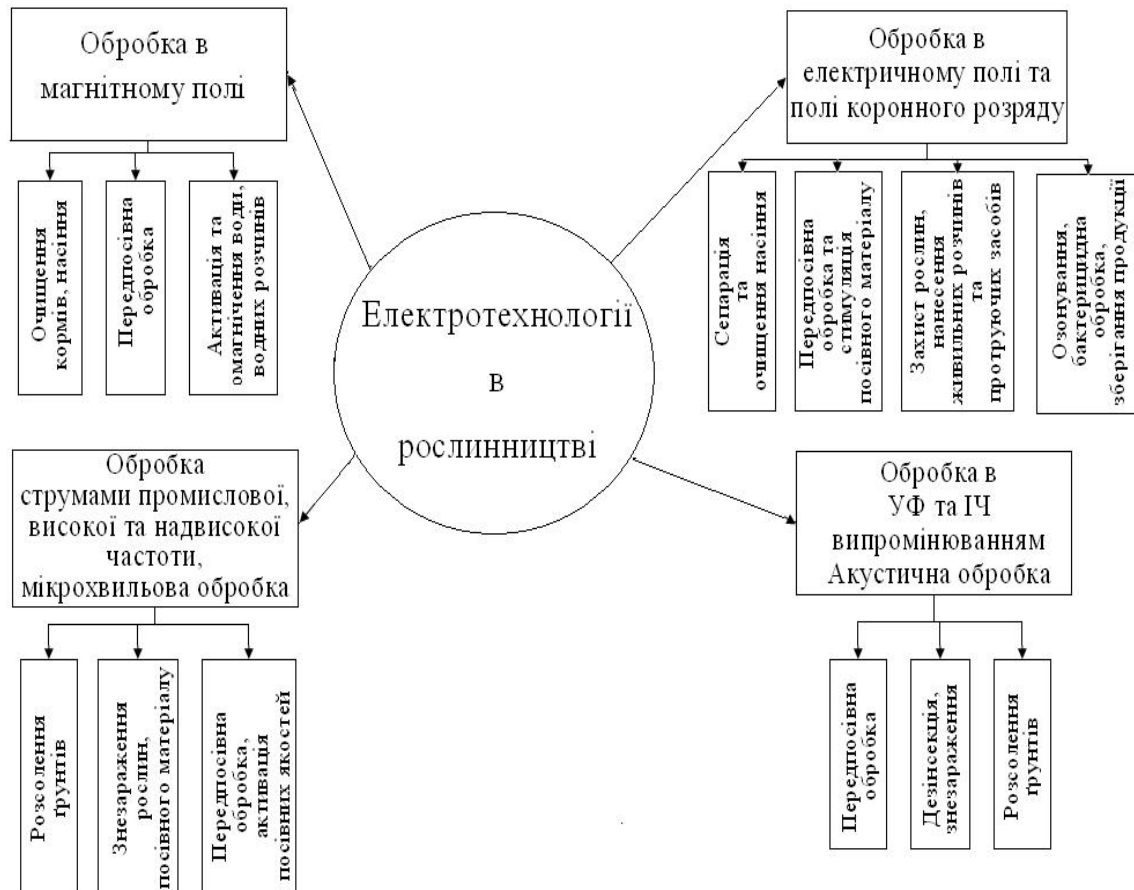 Обробка в
магнітному полі
Очищення
кормів, насіння
Передпосівна
обробка
Активація та
омагнічення води,
водних розчинів
Обробка в
електричному полі та
полі коронного розряду
Сепарація
та
очищення насіння
Передпосівна
обробка та
стимуляція
посівного матеріалу
Захист рослин,
нанесення
живильних розчинів
та
протруючих засобів
Озонування,
бактерицидна
обробка,
зберігання продукції
Електротехнології
в
рослинництві
Обробка
струмами промислової,
високої та надвисокої
частоти,
мікрохвильова обробка
Розсолення
ґрунтів
Знезараження
рослин,
посівного матеріалу
Передпосівна
обробка,
активація
посівних якостей
Обробка в
УФ та ІЧ
випромінюванням
Акустична обробка
Передпосівна
обробка
Дезінсекція,
знезараження
Розсолення
ґрунтів